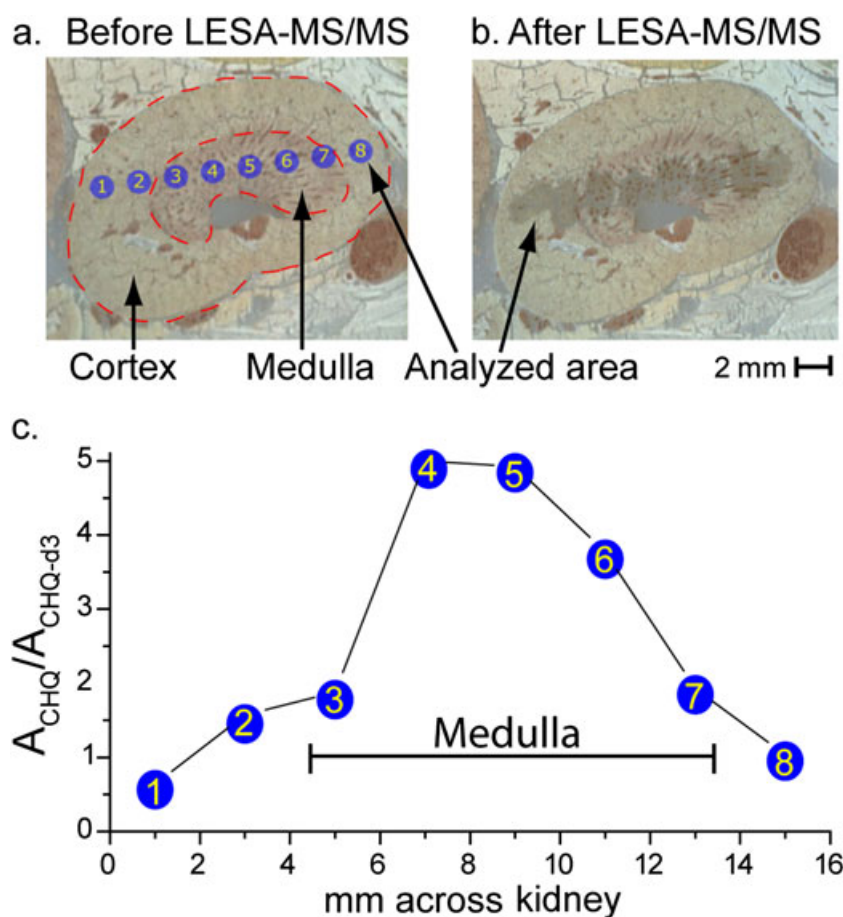 a. Before LESA-MS/MS
b. After LESA-MS/MS
1 2 3 4 5 6 7 8
Cortex
Medulla
Analyzed area
2 mm
c.
A_CHQ/A_CHQ-d3
5
4
3
2
1
0
1 2 3 4 5 6 7 8
Medulla
0 2 4 6 8 10 12 14 16
mm across kidney